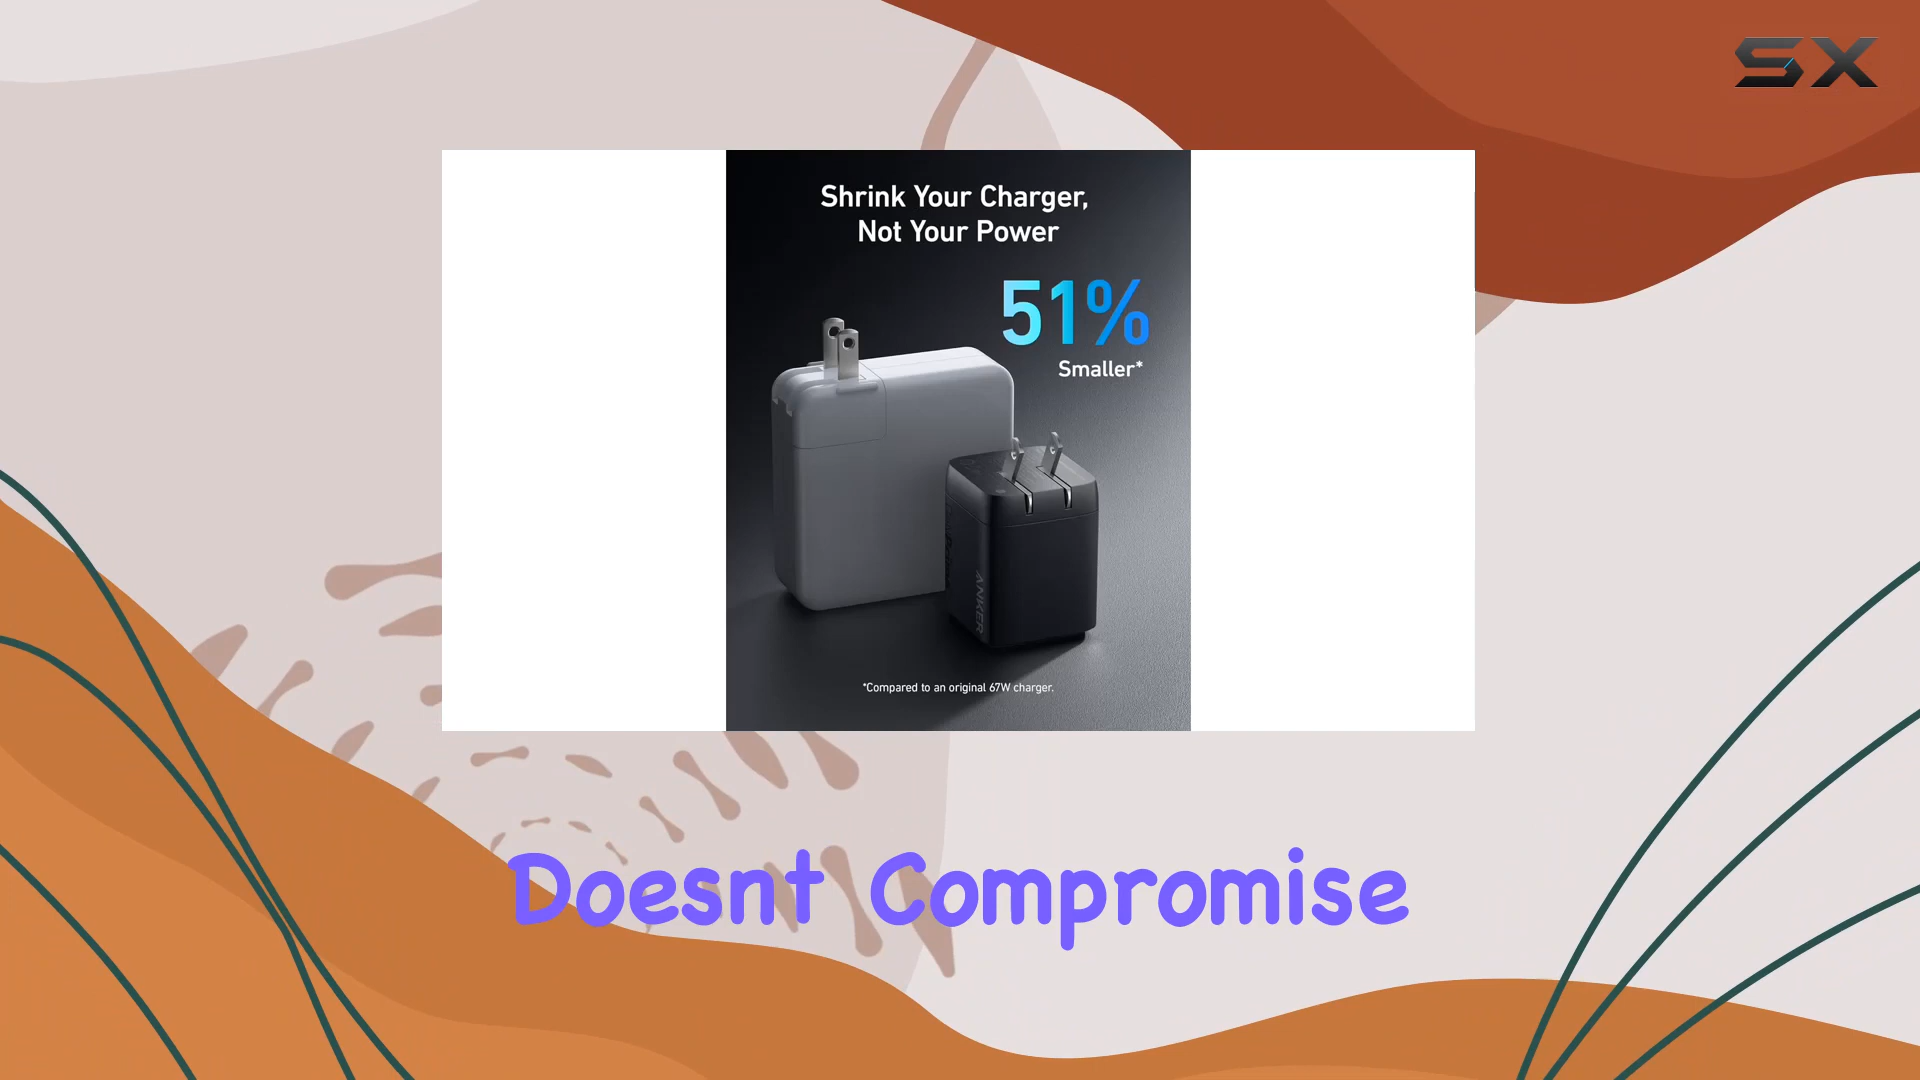 SX
Shrink Your Charger,
Not Your Power
51%
Smaller*
ANKER
*Compared to an original 67W charger.
Doesnt Compromise